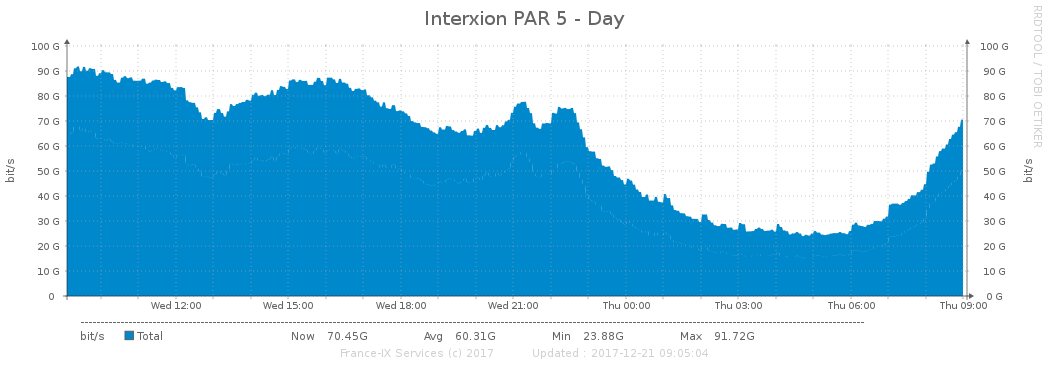 Interxion PAR 5 - Day
RRDTOOL / TOBI OETIKER
bit/s
bit/s
100 G 100 G
90 G 90 G
80 G 80 G
70 G 70 G
60 G 60 G
50 G 50 G
40 G 40 G
30 G 30 G
20 G 20 G
10 G 10 G
0 0 G
Wed 12:00 Wed 15:00 Wed 18:00 Wed 21:00 Thu 00:00 Thu 03:00 Thu 06:00 Thu 09:00
bit/s Total Now 70.45G Avg 60.31G Min 23.88G Max 91.72G
France-IX Services (c) 2017 Updated : 2017-12-21 09:05:04